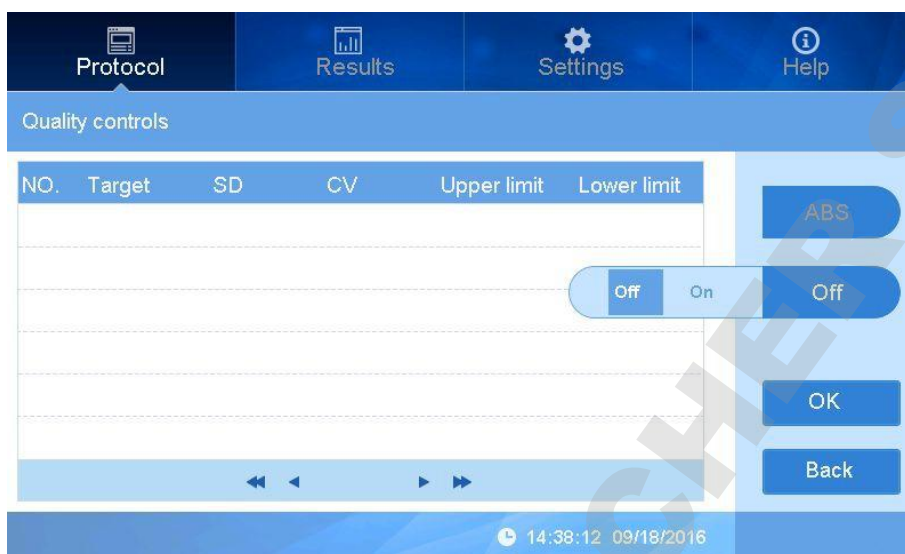 Protocol Results Settings Help
Quality controls
NO. Target SD CV Upper limit Lower limit
ABS
Off On Off
OK
Back
14:38:12 09/18/2016
CHER